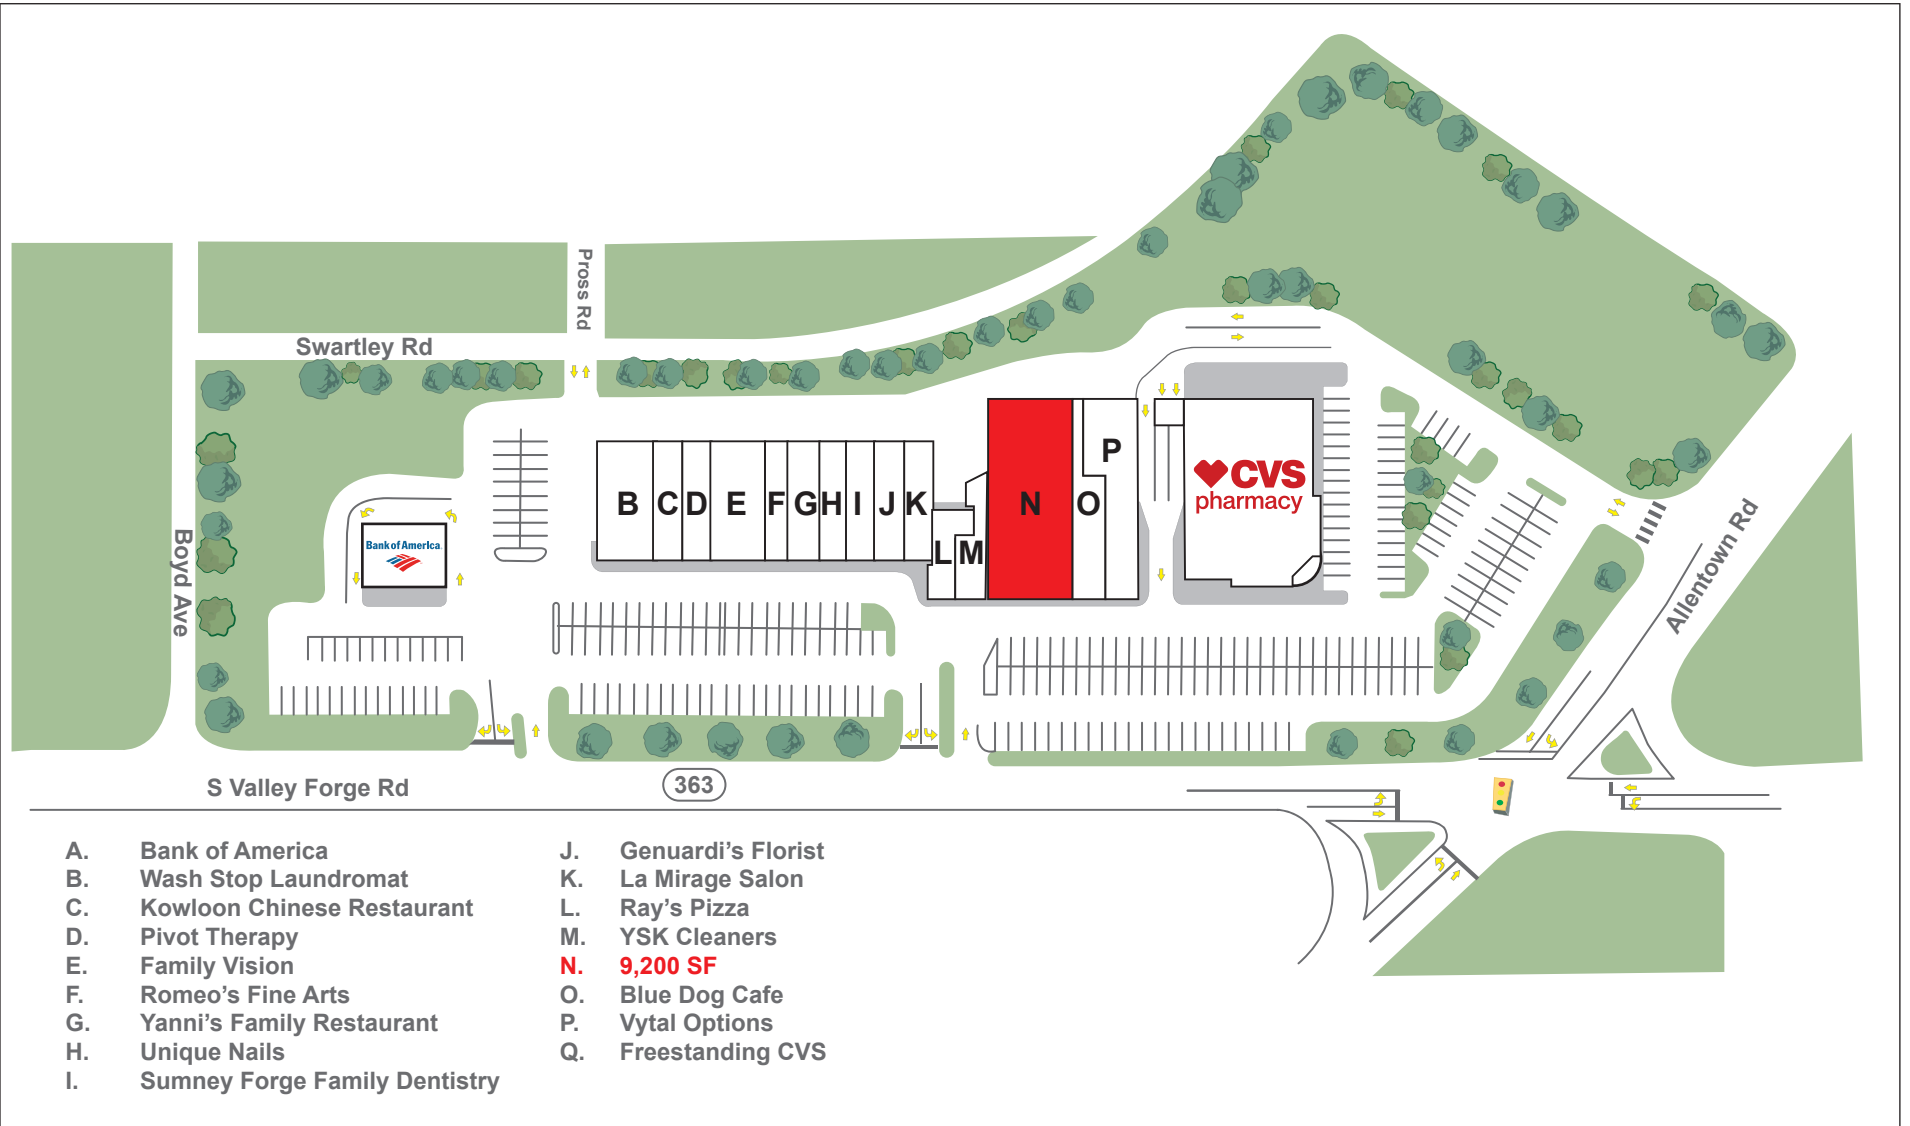 Pross Rd
Swartley Rd
Boyd Ave
Bank of America
B
C
D
E
F
G
H
I
J
K
L
M
N
O
P
CVS
pharmacy
Allentown Rd
S Valley Forge Rd
363
A. Bank of America
B. Wash Stop Laundromat
C. Kowloon Chinese Restaurant
D. Pivot Therapy
E. Family Vision
F. Romeo’s Fine Arts
G. Yanni’s Family Restaurant
H. Unique Nails
I. Sumney Forge Family Dentistry
J. Genuardi’s Florist
K. La Mirage Salon
L. Ray’s Pizza
M. YSK Cleaners
N. 9,200 SF
O. Blue Dog Cafe
P. Vytal Options
Q. Freestanding CVS